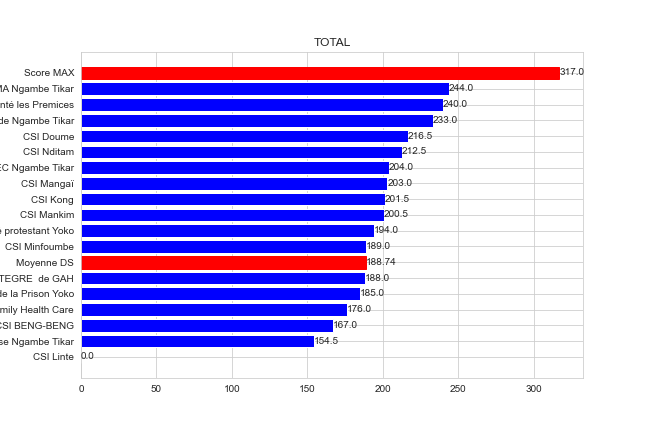 TOTAL
Score MAX 317.0
MA Ngambe Tikar 244.0
les Premices 240.0
de Ngambe Tikar 233.0
CSI Doume 216.5
CSI Nditam 212.5
EC Ngambe Tikar 204.0
CSI Mangaï 203.0
CSI Kong 201.5
CSI Mankim 200.5
protestant Yoko 194.0
CSI Minfoumbe 189.0
Moyenne DS 188.74
TEGRE de GAH 188.0
de la Prison Yoko 185.0
mily Health Care 176.0
CSI BENG-BENG 167.0
se Ngambe Tikar 154.5
CSI Linte 0.0
0 50 100 150 200 250 300